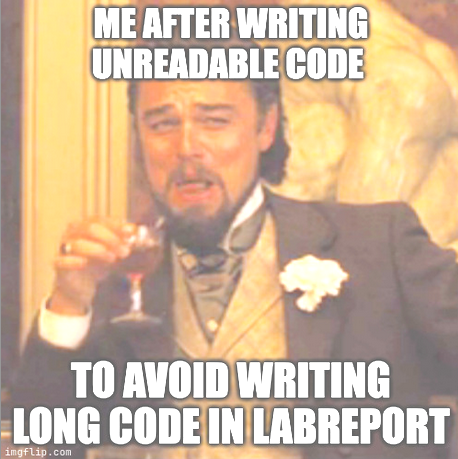 ME AFTER WRITING
UNREADABLE CODE
TO AVOID WRITING
LONG CODE IN LABREPORT
imgflip.com